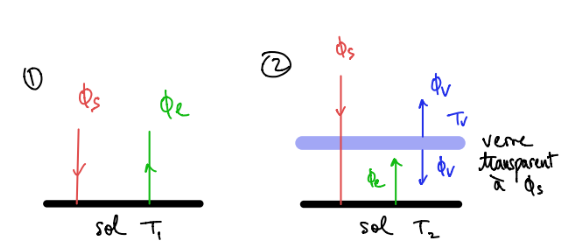 ①
ϕs
ϕe
sol T₁
②
ϕs
ϕv
Tv
ϕe
ϕv
verre
transparent
à ϕs
sol T₂